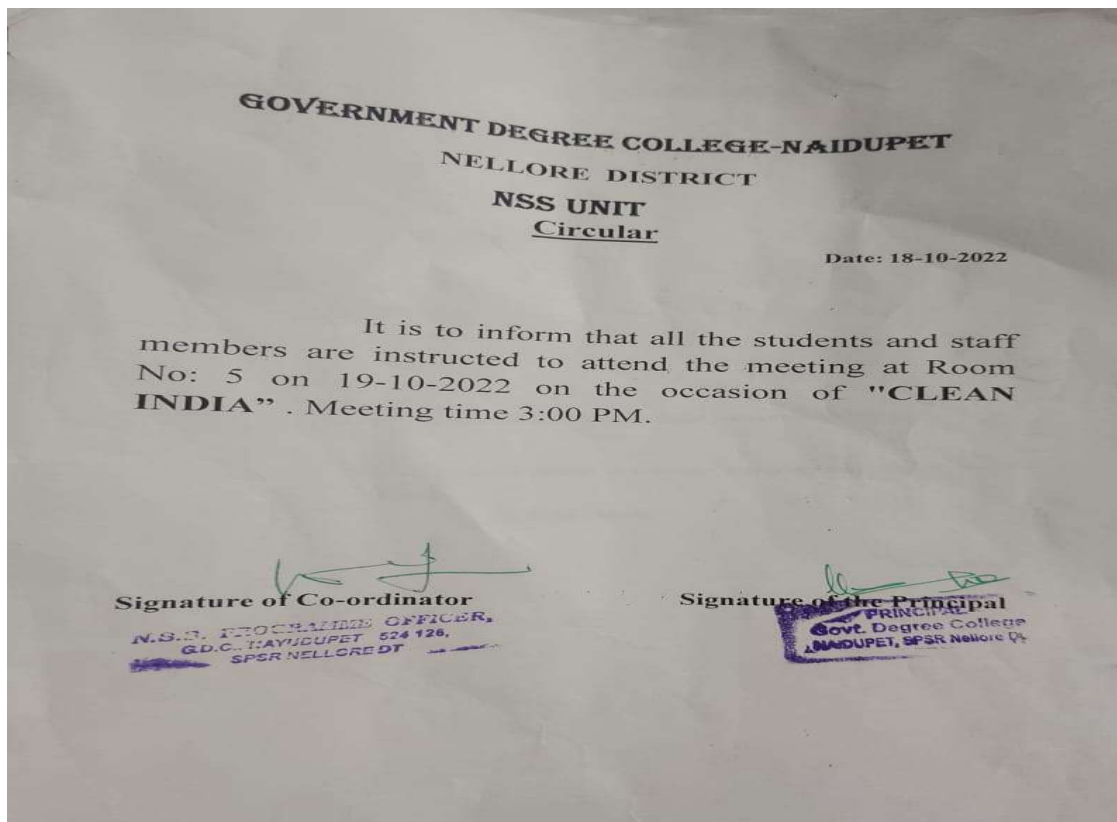 GOVERNMENT DEGREE COLLEGE-NAIDUPET
NELLORE DISTRICT
NSS UNIT
Circular
Date: 18-10-2022
It is to inform that all the students and staff
members are instructed to attend the meeting at Room
No: 5 on 19-10-2022 on the occasion of "CLEAN
INDIA” . Meeting time 3:00 PM.
Signature of Co-ordinator
N.S.S. PROGRAMME OFFICER,
G.D.C., NAYUDUPET 524 126,
SPSR NELLORE DT
Signature of the Principal
PRINCIPAL
Govt. Degree College
NAIDUPET, SPSR Nellore Dt.